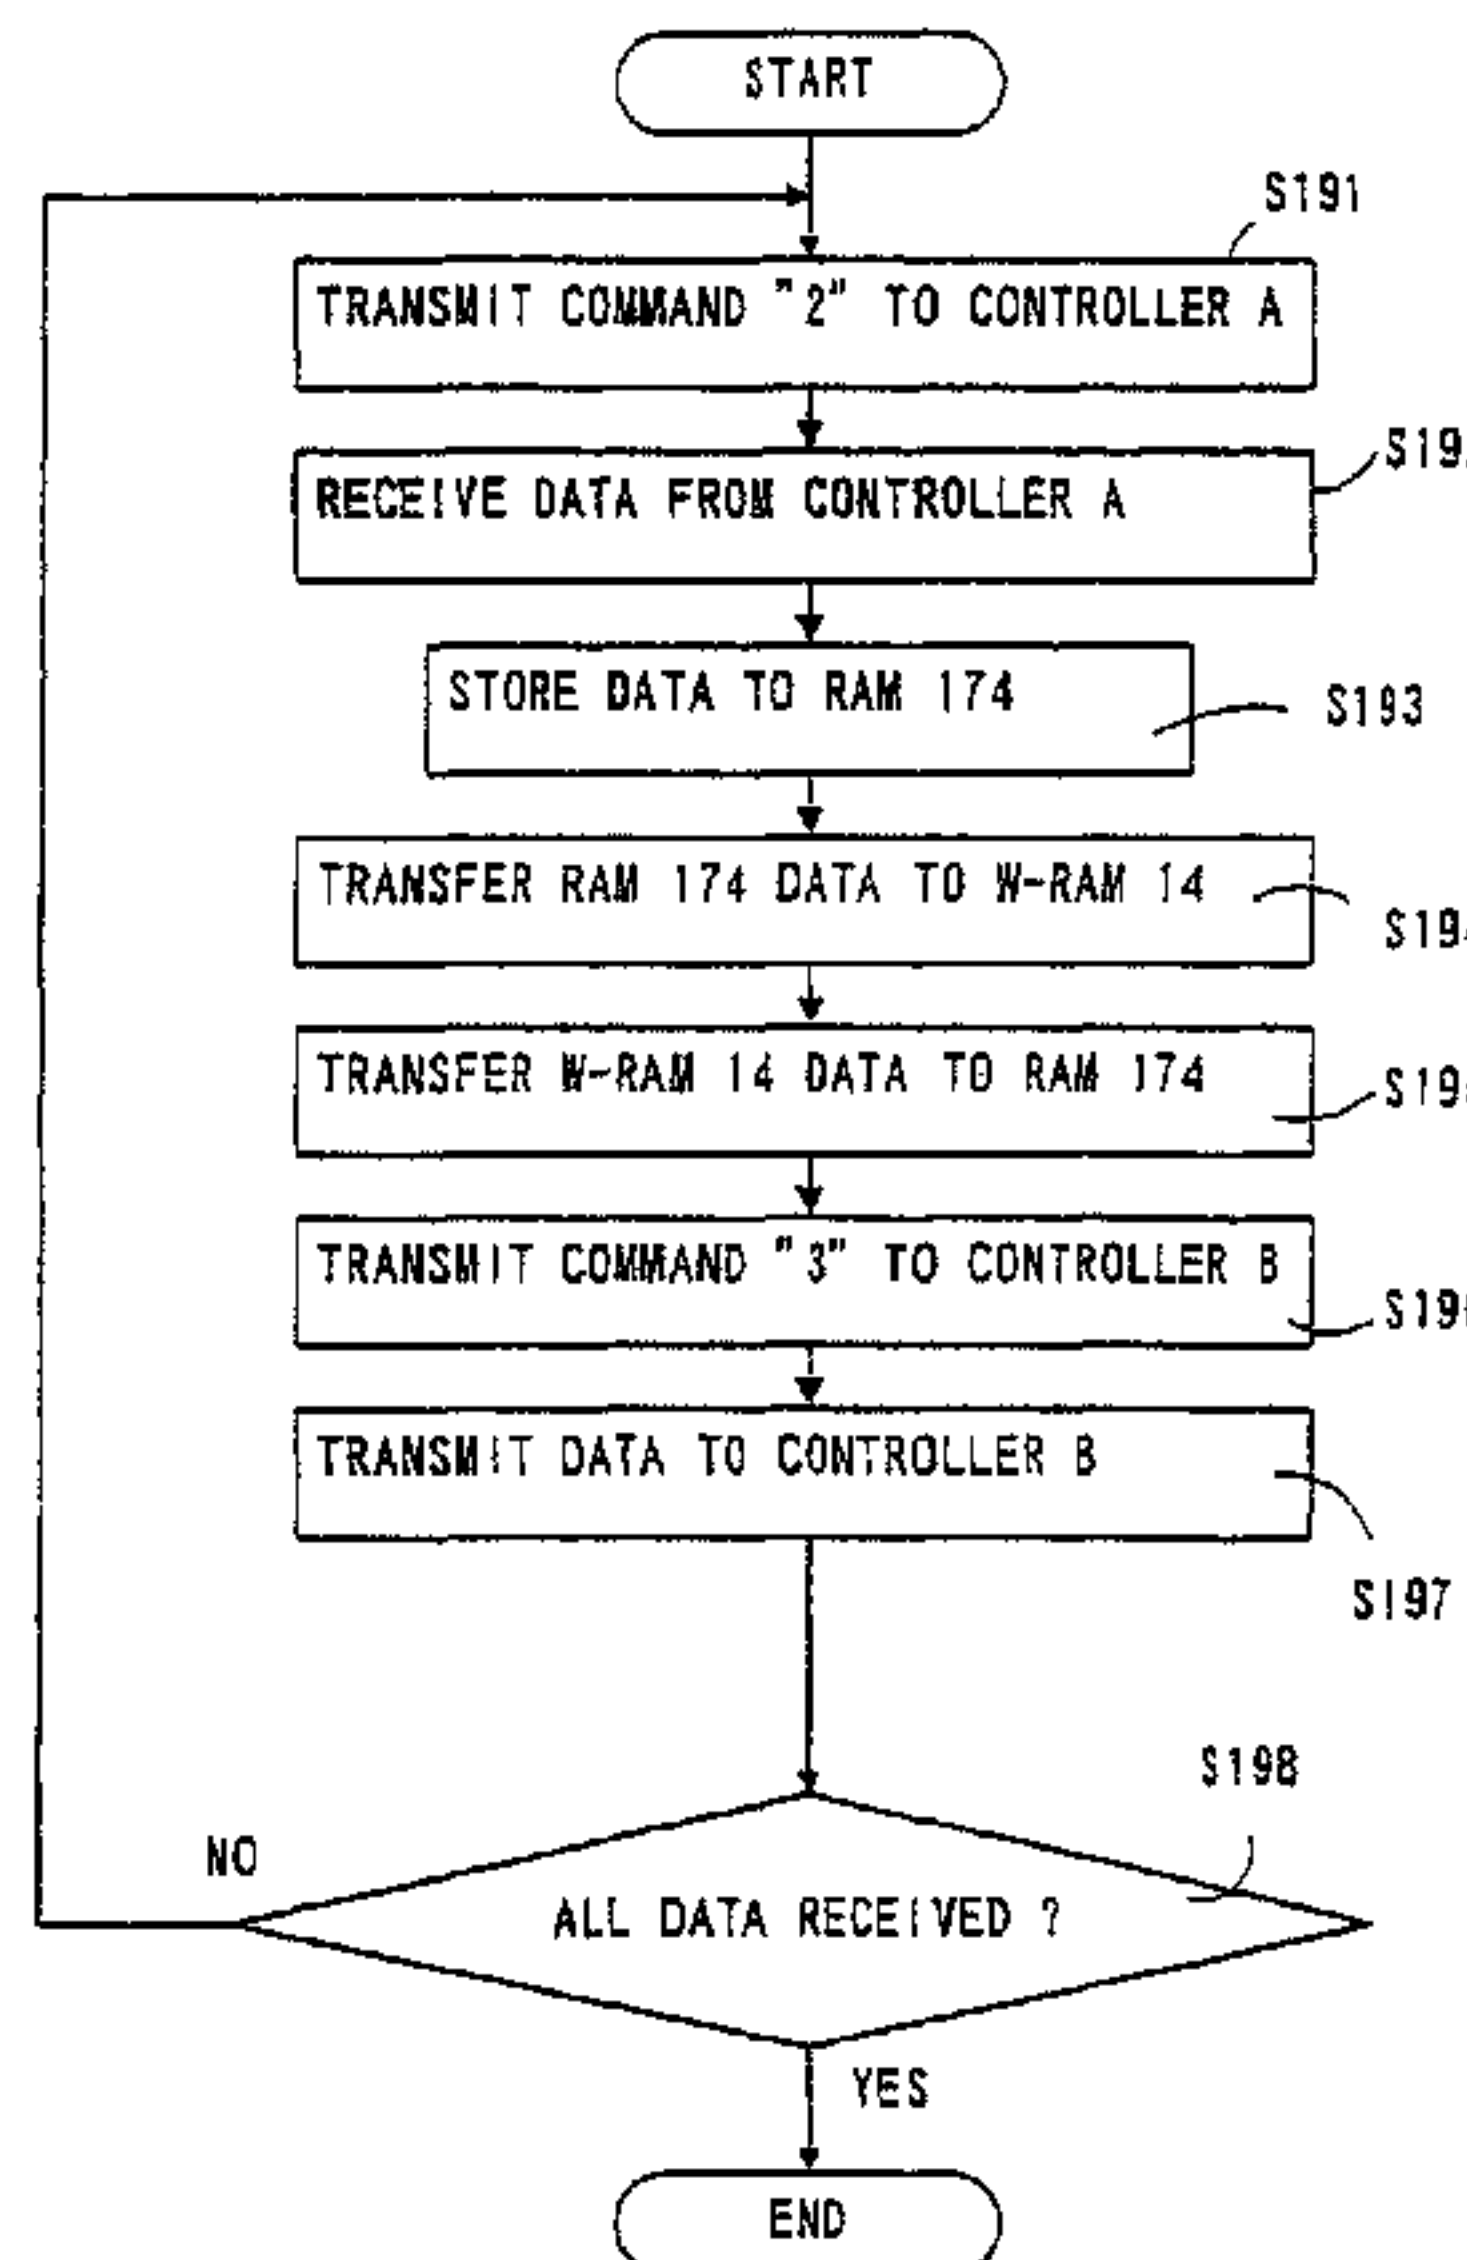 START
S191
TRANSMIT COMMAND "2" TO CONTROLLER A
RECEIVE DATA FROM CONTROLLER A
STORE DATA TO RAM 174
S193
TRANSFER RAM 174 DATA TO W-RAM 14
TRANSFER W-RAM 14 DATA TO RAM 174
TRANSMIT COMMAND "3" TO CONTROLLER B
TRANSMIT DATA TO CONTROLLER B
S197
S198
NO
ALL DATA RECEIVED ?
YES
END